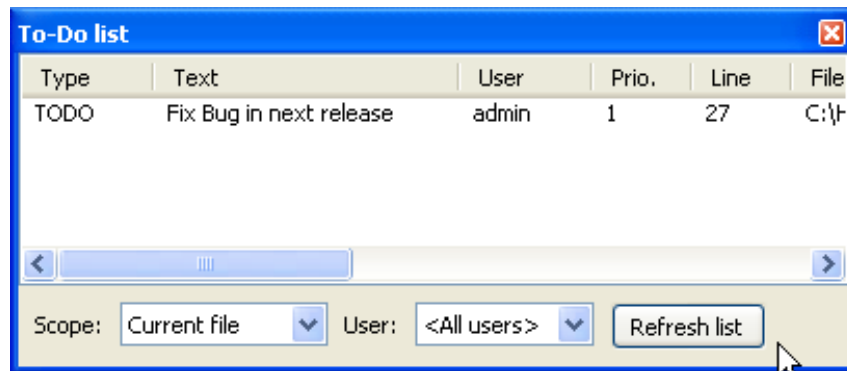 To-Do list
Type Text User Prio. Line File
TODO Fix Bug in next release admin 1 27
Scope: Current file User: <All users> Refresh list